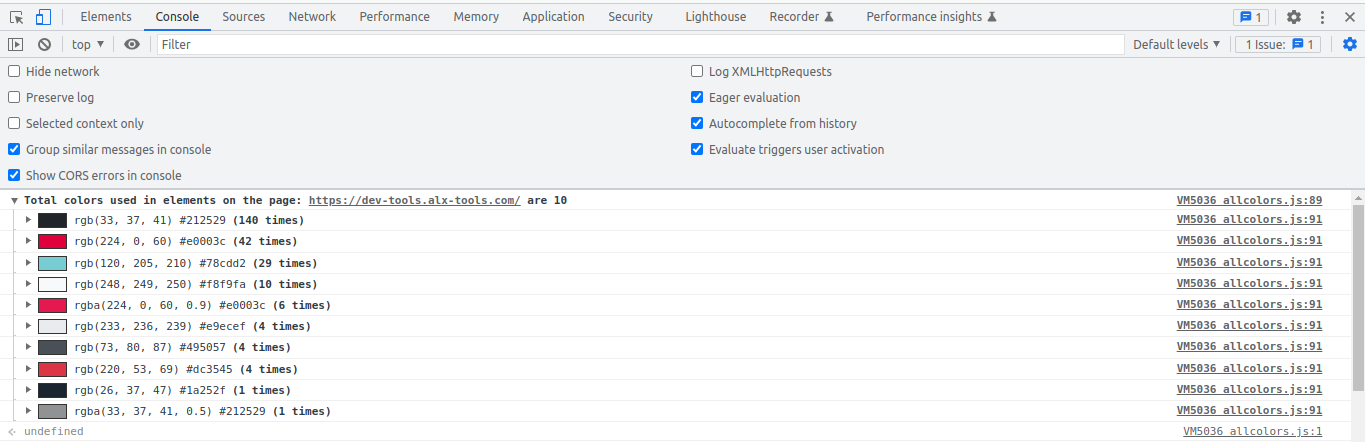 Elements Console Sources Network Performance Memory Application Security Lighthouse Recorder Performance insights 1
top Filter Default levels 1 Issue: 1
Hide network Log XMLHttpRequests
Preserve log Eager evaluation
Selected context only Autocomplete from history
Group similar messages in console Evaluate triggers user activation
Show CORS errors in console
Total colors used in elements on the page: https://dev-tools.alx-tools.com/ are 10 VM5036 allcolors.js:89
rgb(33, 37, 41) #212529 (140 times) VM5036 allcolors.js:91
rgb(224, 0, 60) #e0003c (42 times) VM5036 allcolors.js:91
rgb(120, 205, 210) #78cdd2 (29 times) VM5036 allcolors.js:91
rgb(248, 249, 250) #f8f9fa (10 times) VM5036 allcolors.js:91
rgba(224, 0, 60, 0.9) #e0003c (6 times) VM5036 allcolors.js:91
rgb(233, 236, 239) #e9ecef (4 times) VM5036 allcolors.js:91
rgb(73, 80, 87) #495057 (4 times) VM5036 allcolors.js:91
rgb(220, 53, 69) #dc3545 (4 times) VM5036 allcolors.js:91
rgb(26, 37, 47) #1a252f (1 times) VM5036 allcolors.js:91
rgba(33, 37, 41, 0.5) #212529 (1 times) VM5036 allcolors.js:91
undefined VM5036 allcolors.js:1